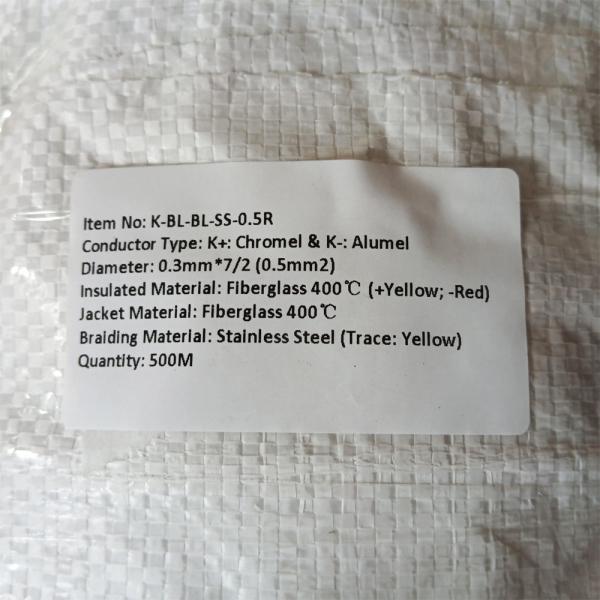 Item No: K-BL-BL-SS-0.5R
Conductor Type: K+: Chromel & K-: Alumel
Diameter: 0.3mm*7/2 (0.5mm2)
Insulated Material: Fiberglass 400℃ (+Yellow; -Red)
Jacket Material: Fiberglass 400℃
Braiding Material: Stainless Steel (Trace: Yellow)
Quantity: 500M